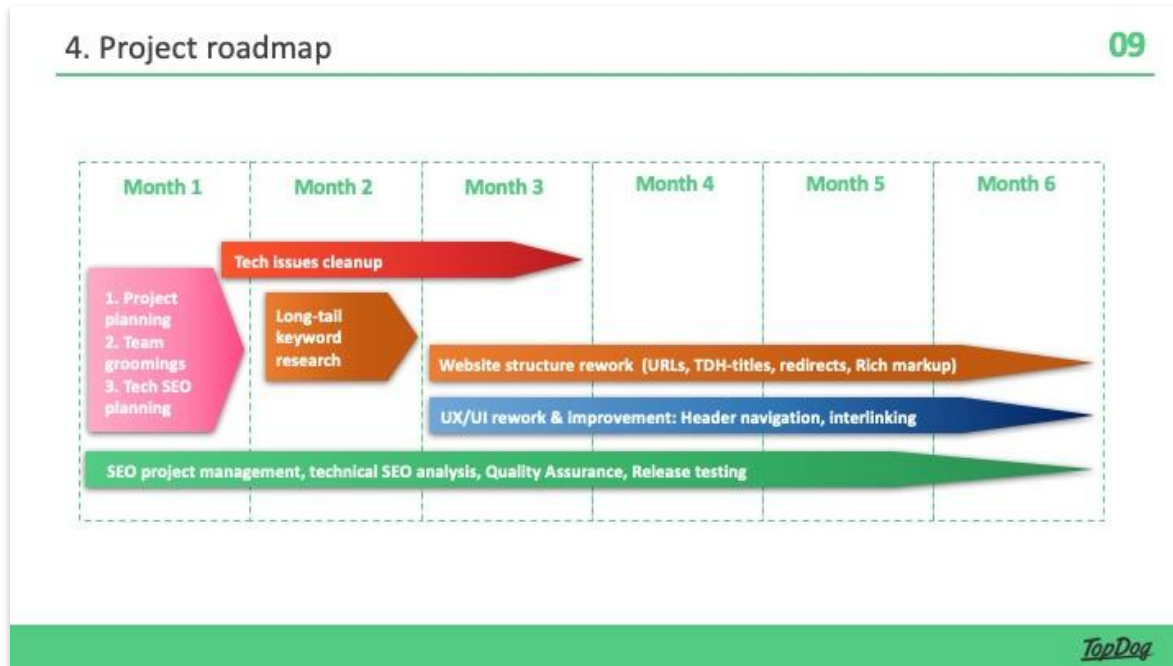 4. Project roadmap
09
Month 1
Month 2
Month 3
Month 4
Month 5
Month 6
Tech issues cleanup
1. Project
planning
2. Team
groomings
3. Tech SEO
planning
Long-tail
keyword
research
Website structure rework (URLs, TDH-titles, redirects, Rich markup)
UX/UI rework & improvement: Header navigation, interlinking
SEO project management, technical SEO analysis, Quality Assurance, Release testing
TopDog